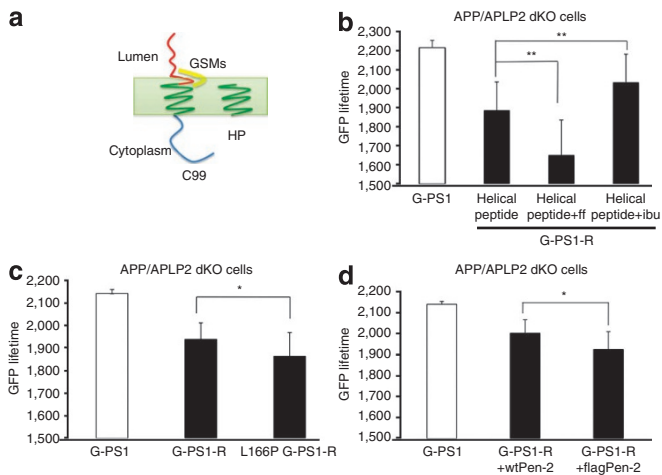 a
Lumen
GSMs
HP
Cytoplasm
C99
b
APP/APLP2 dKO cells
GFP lifetime
2,300
2,200
2,100
2,000
1,900
1,800
1,700
1,600
1,500
**
**
G-PS1
Helical peptide
Helical peptide+ff
Helical peptide+ibu
G-PS1-R
c
APP/APLP2 dKO cells
GFP lifetime
2,200
2,100
2,000
1,900
1,800
1,700
1,600
1,500
*
G-PS1
G-PS1-R
L166P G-PS1-R
d
APP/APLP2 dKO cells
GFP lifetime
2,200
2,100
2,000
1,900
1,800
1,700
1,600
1,500
*
G-PS1
G-PS1-R +wtPen-2
G-PS1-R +flagPen-2